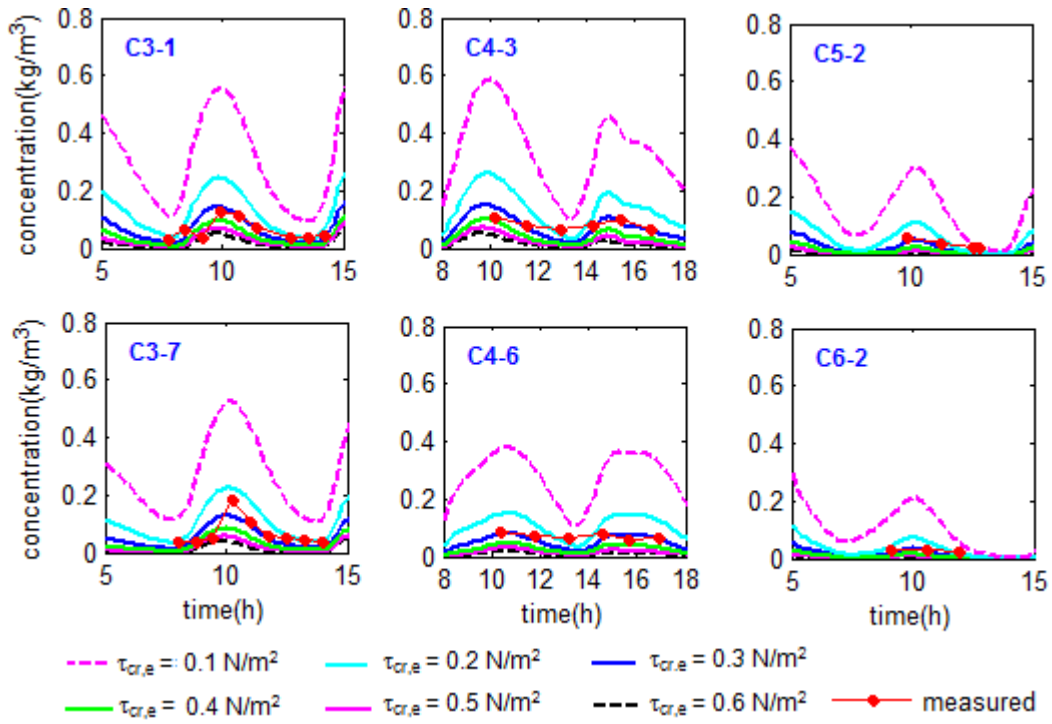 0.8 0.8 0.8
C3-1 C4-3 C5-2
0.6 0.6 0.6
0.4 0.4 0.4
0.2 0.2 0.2
0 0 0
5 10 15 8 10 12 14 16 18 5 10 15
concentration(kg/m³)
0.8 0.8 0.8
C3-7 C4-6 C6-2
0.6 0.6 0.6
0.4 0.4 0.4
0.2 0.2 0.2
0 0 0
5 10 15 8 10 12 14 16 18 5 10 15
concentration(kg/m³)
time(h) time(h) time(h)
τcr,e = 0.1 N/m² τcr,e = 0.2 N/m² τcr,e = 0.3 N/m²
τcr,e = 0.4 N/m² τcr,e = 0.5 N/m² τcr,e = 0.6 N/m² measured